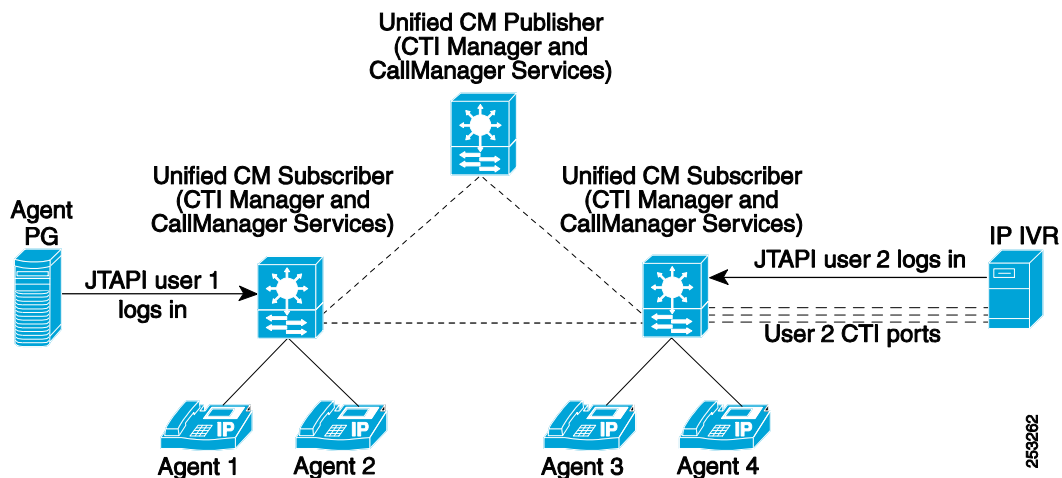 Unified CM Publisher
(CTI Manager and
CallManager Services)
Unified CM Subscriber
(CTI Manager and
CallManager Services)
Unified CM Subscriber
(CTI Manager and
CallManager Services)
Agent
PG
IP IVR
JTAPI user 1
logs in
JTAPI user 2 logs in
User 2 CTI ports
IP
IP
IP
IP
Agent 1
Agent 2
Agent 3
Agent 4
253262